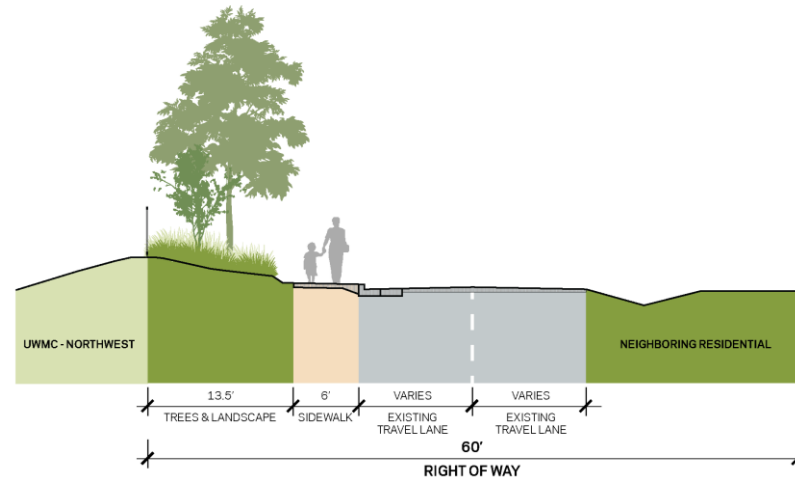 UWMC - NORTHWEST
NEIGHBORING RESIDENTIAL
13.5'
6'
VARIES
VARIES
TREES & LANDSCAPE
SIDEWALK
EXISTING
TRAVEL LANE
EXISTING
TRAVEL LANE
60'
RIGHT OF WAY